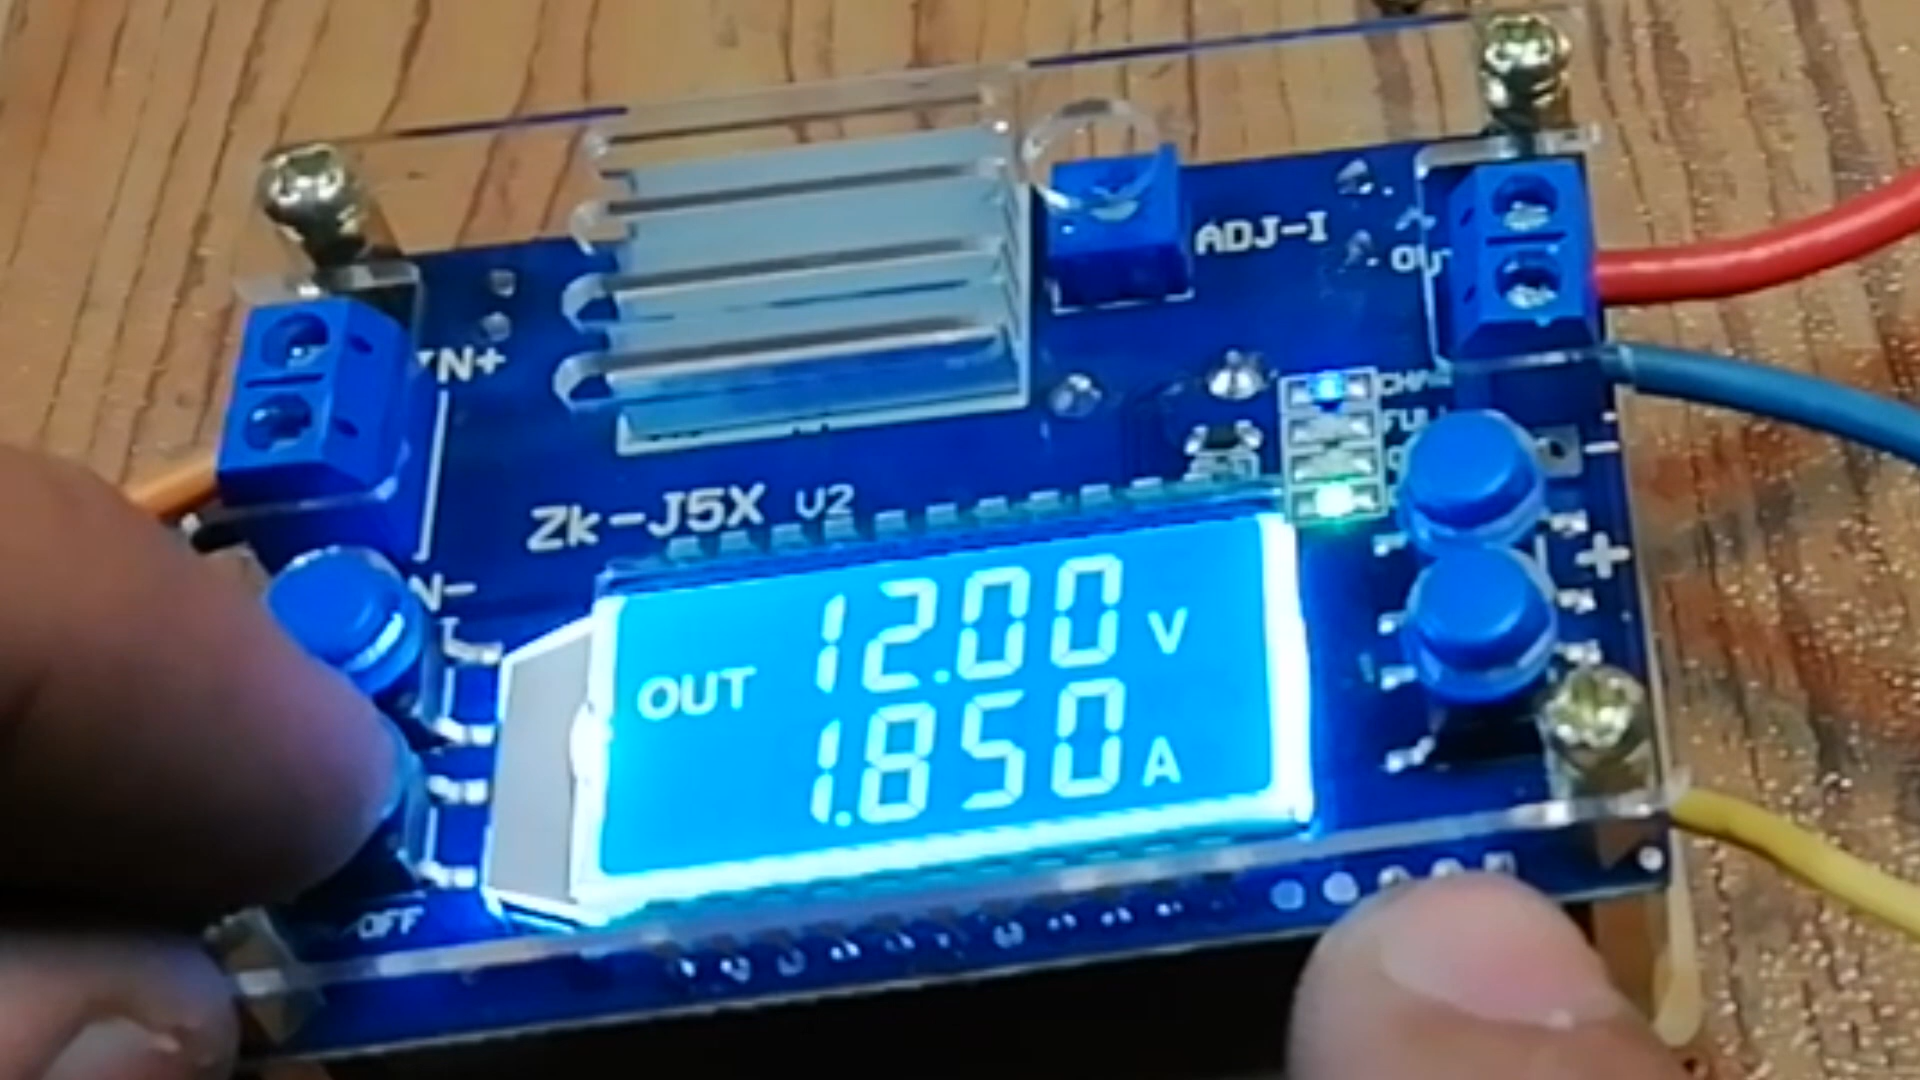 ADJ-I
IN+
Zk-J5X V2
-
+
OUT 12.00 V
1.850 A
OFF